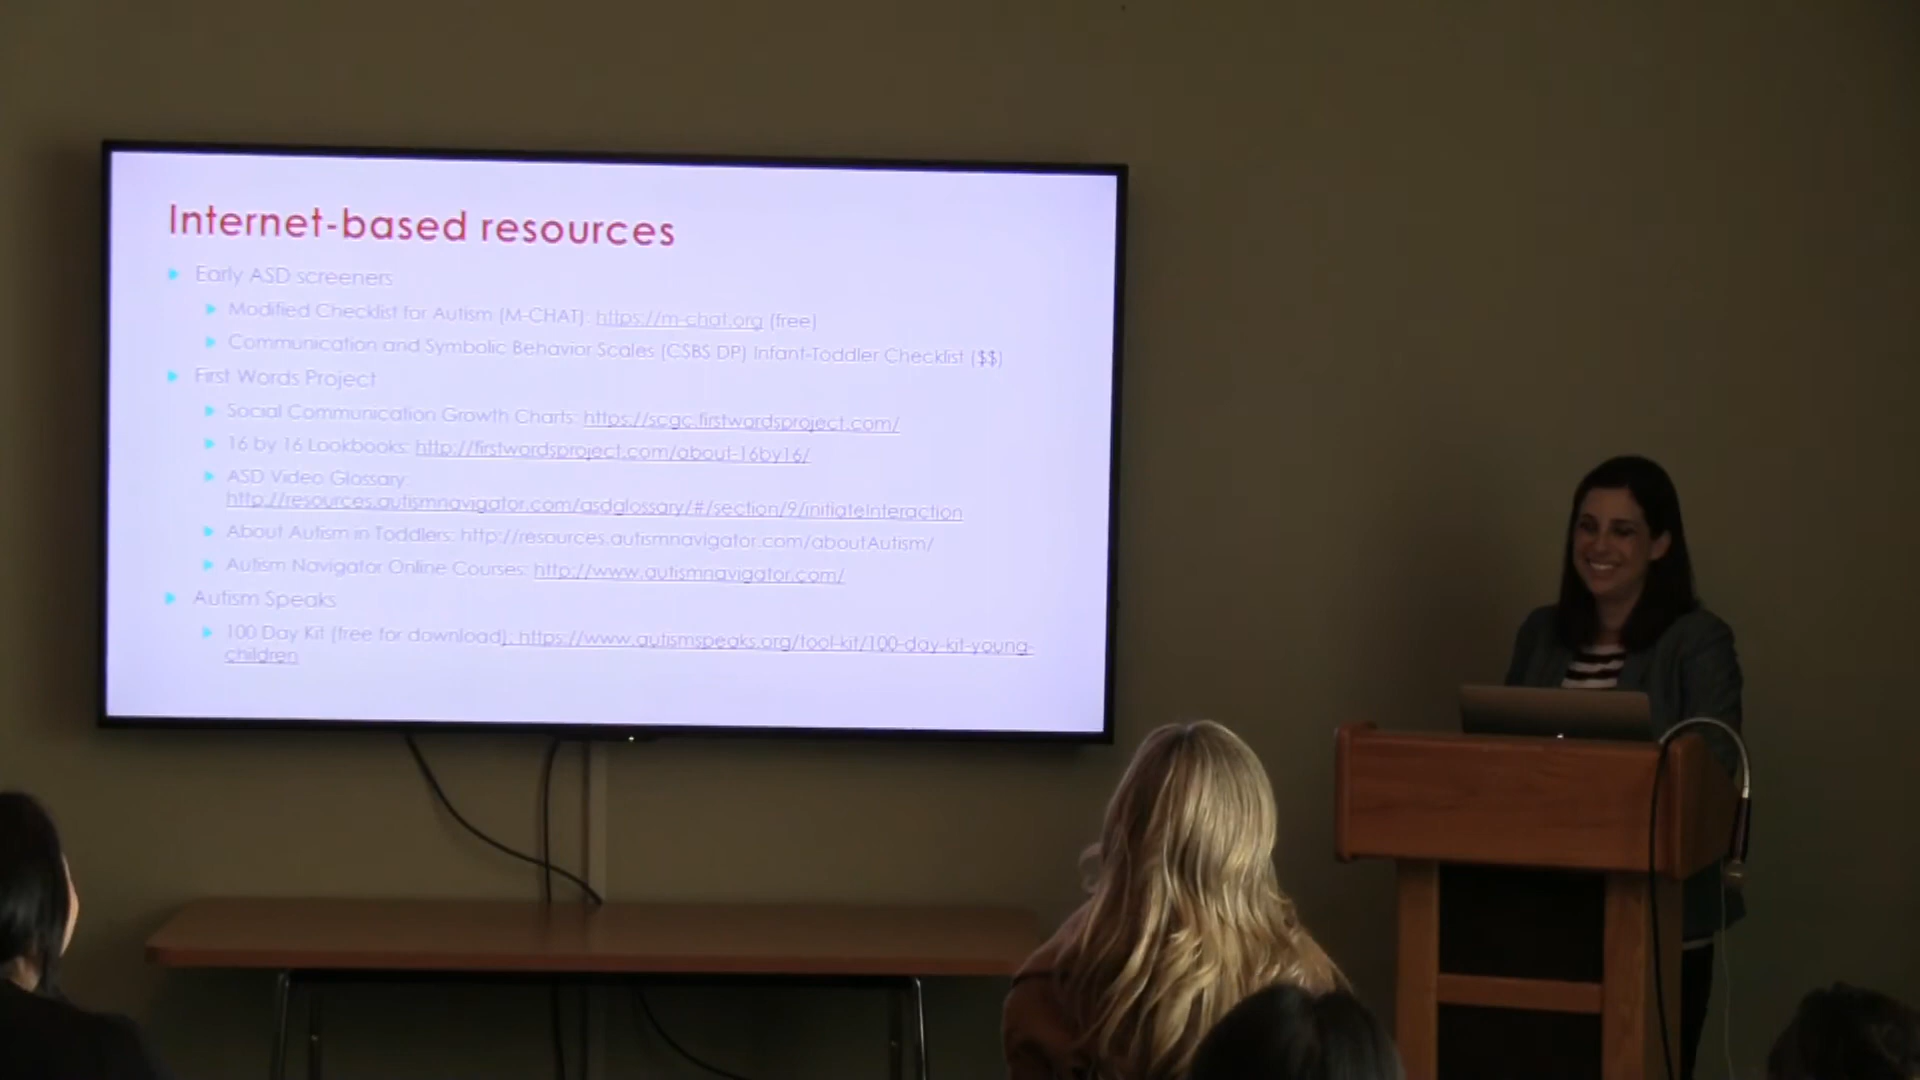 Internet-based resources
Early ASD screeners
Modified Checklist for Autism (M-CHAT): https://m-chat.org (free)
Communication and Symbolic Behavior Scales (CSBS DP) Infant-Toddler Checklist ($$)
First Words Project
Social Communication Growth Charts: https://scgc.firstwordsproject.com/
16 by 16 Lookbooks: http://firstwordsproject.com/about-16by16/
ASD Video Glossary:
http://resources.autismnavigator.com/asdglossary/#/section/9/initiateInteraction
About Autism in Toddlers: http://resources.autismnavigator.com/aboutAutism/
Autism Navigator Online Courses: http://www.autismnavigator.com/
Autism Speaks
100 Day Kit (free for download): https://www.autismspeaks.org/tool-kit/100-day-kit-young-
children